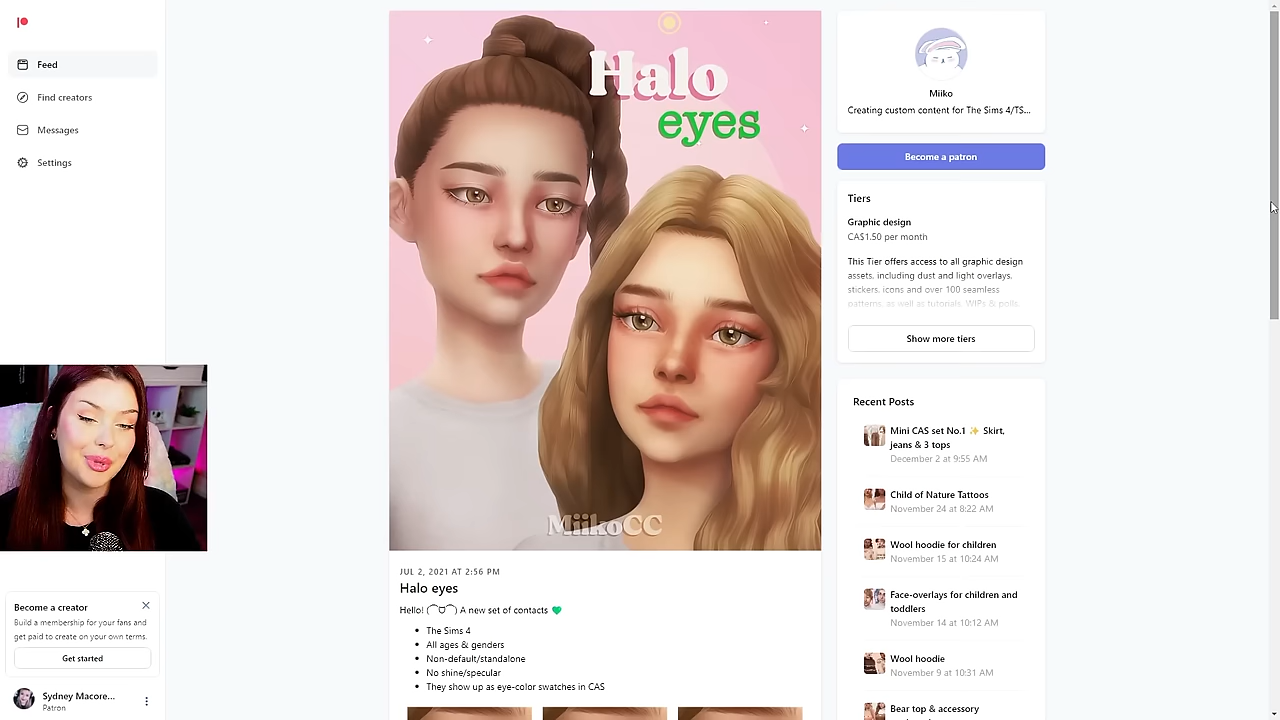 Feed
Find creators
Messages
Settings
Become a creator
Build a membership for your fans and
get paid to create on your own terms.
Get started
Sydney Macore...
Patron
Halo
eyes
MiikoCC
JUL 2, 2021 AT 2:56 PM
Halo eyes
Hello! (⌒▽⌒) A new set of contacts 💚
• The Sims 4
• All ages & genders
• Non-default/standalone
• No shine/specular
• They show up as eye-color swatches in CAS
Miiko
Creating custom content for The Sims 4/TS...
Become a patron
Tiers
Graphic design
CA$1.50 per month
This Tier offers access to all graphic design
assets, including dust and light overlays,
stickers, icons and over 100 seamless
patterns, as well as tutorials, WIPs & polls.
Show more tiers
Recent Posts
Mini CAS set No.1 ✨ Skirt,
jeans & 3 tops
December 2 at 9:55 AM
Child of Nature Tattoos
November 24 at 8:22 AM
Wool hoodie for children
November 15 at 10:24 AM
Face-overlays for children and
toddlers
November 14 at 10:12 AM
Wool hoodie
November 9 at 10:31 AM
Bear top & accessory